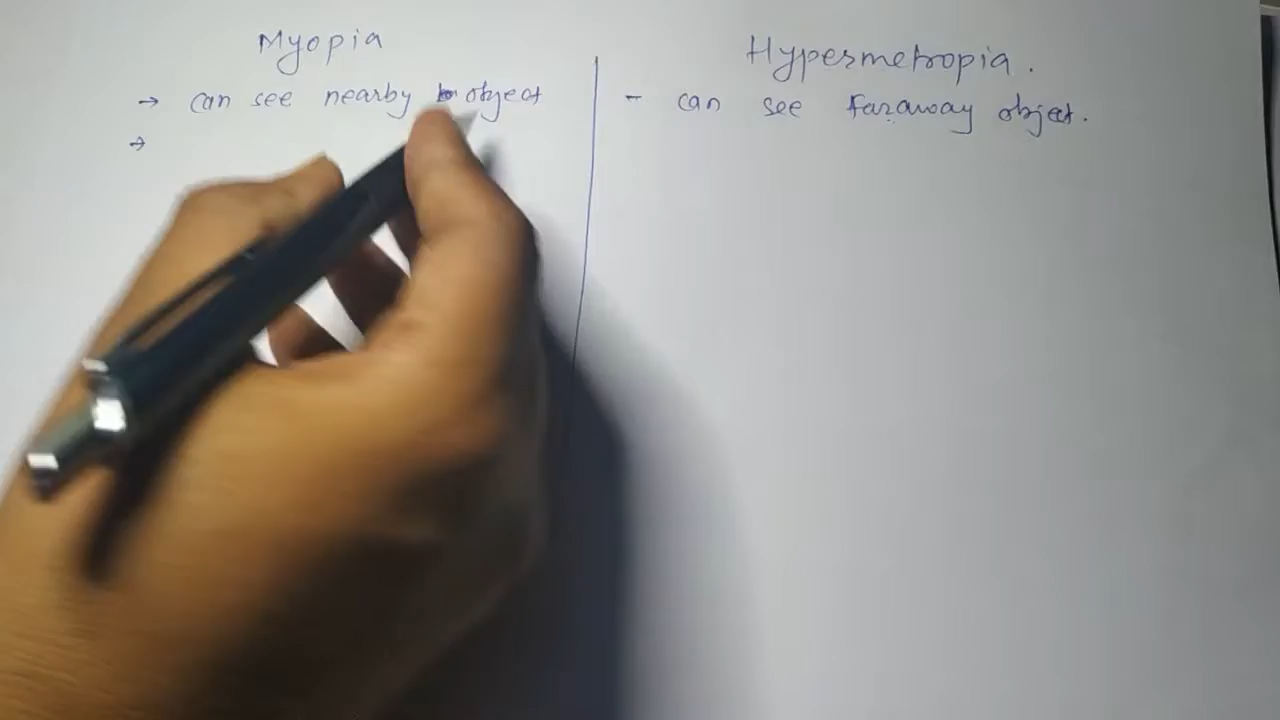 Myopia
→ can see nearby object
→
Hypermetropia.
- can see Faraway object.